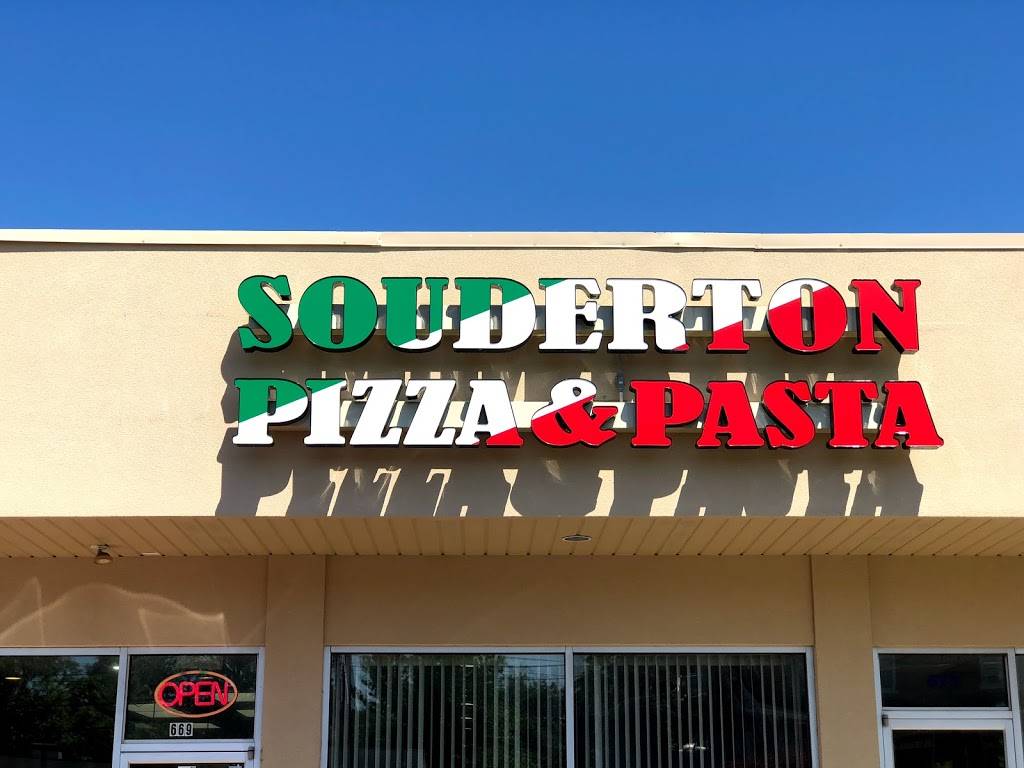 SOUDERTON
PIZZA & PASTA
OPEN
669